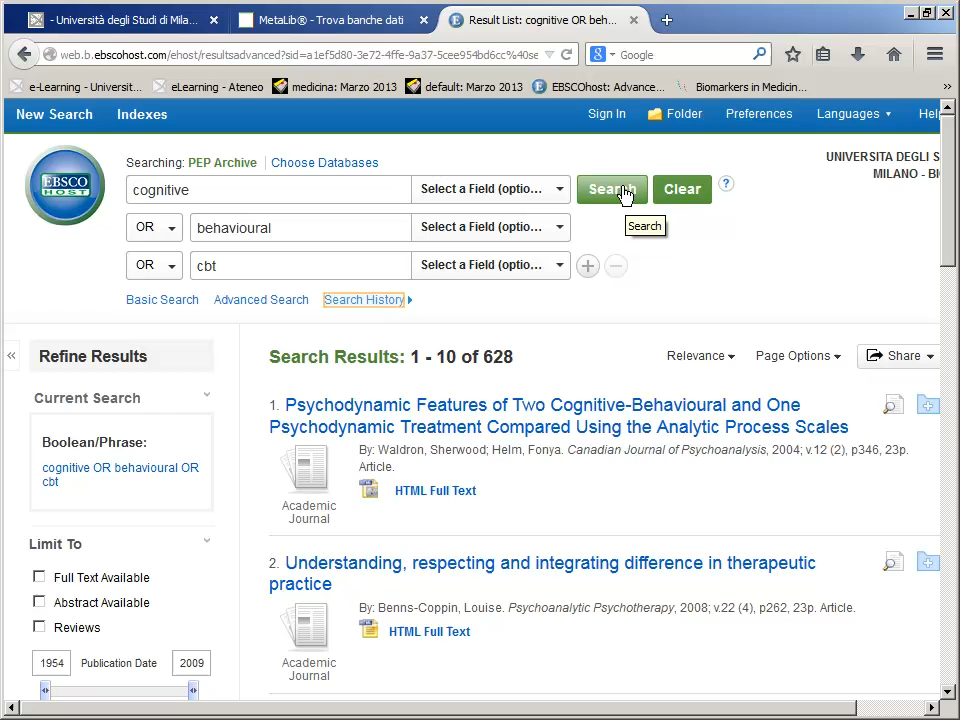 - Università degli Studi di Mila...
MetaLib® - Trova banche dati
Result List: cognitive OR beh...
web.b.ebscohost.com/ehost/resultsadvanced?sid=a1ef5d80-3e72-4ffe-9a37-5cee954bd6cc%40se
Google
e-Learning - Universit...
eLearning - Ateneo
medicina: Marzo 2013
default: Marzo 2013
EBSCOhost: Advance...
Biomarkers in Medicin...
New Search
Indexes
Sign In
Folder
Preferences
Languages
Hel
Searching: PEP Archive
Choose Databases
UNIVERSITA DEGLI S
MILANO - BI
EBSCO
HOST
cognitive
Select a Field (optio...
Search
Clear
?
OR
behavioural
Select a Field (optio...
Search
OR
cbt
Select a Field (optio...
Basic Search
Advanced Search
Search History
Refine Results
Search Results: 1 - 10 of 628
Relevance
Page Options
Share
Current Search
Boolean/Phrase:
cognitive OR behavioural OR
cbt
Limit To
Full Text Available
Abstract Available
Reviews
1954
Publication Date
2009
1. Psychodynamic Features of Two Cognitive-Behavioural and One
Psychodynamic Treatment Compared Using the Analytic Process Scales
By: Waldron, Sherwood; Helm, Fonya. Canadian Journal of Psychoanalysis, 2004; v.12 (2), p346, 23p.
Article.
HTML Full Text
Academic
Journal
2. Understanding, respecting and integrating difference in therapeutic
practice
By: Benns-Coppin, Louise. Psychoanalytic Psychotherapy, 2008; v.22 (4), p262, 23p. Article.
HTML Full Text
Academic
Journal